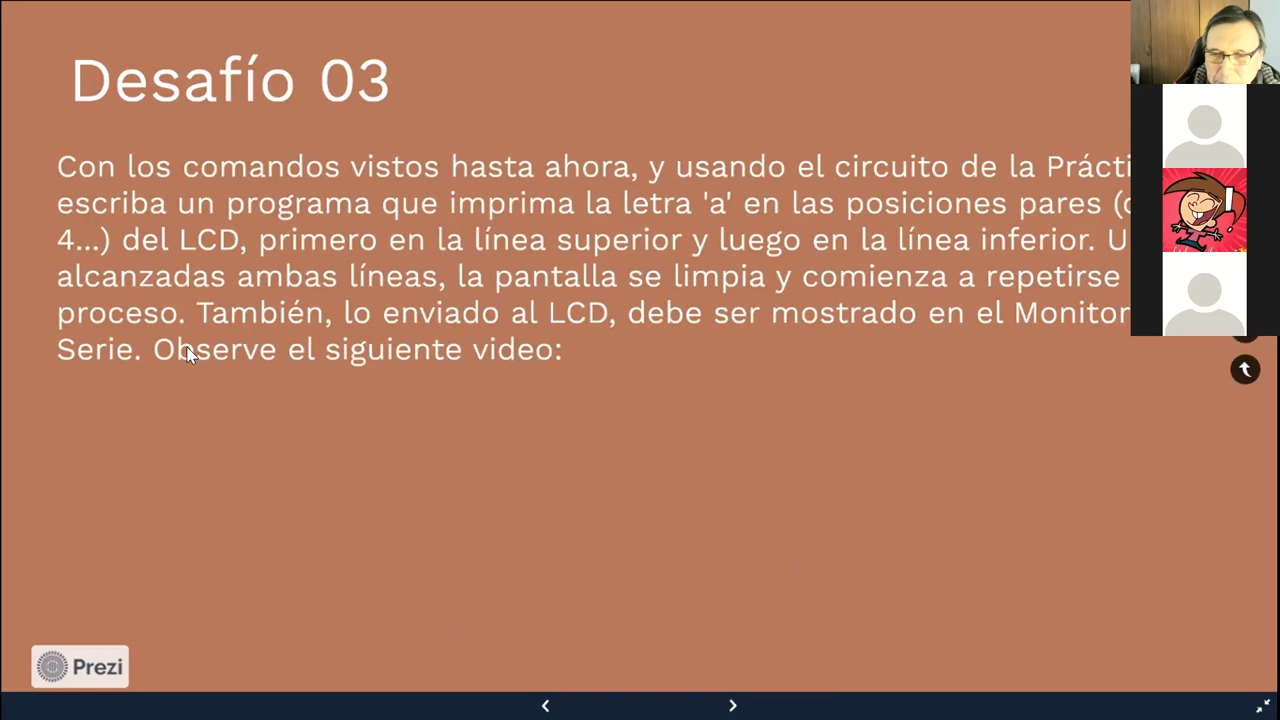 Desafío 03
Con los comandos vistos hasta ahora, y usando el circuito de la
escriba un programa que imprima la letra 'a' en las posiciones pares
4...) del LCD, primero en la línea superior y luego en la línea inferior.
alcanzadas ambas líneas, la pantalla se limpia y comienza a repetirse
proceso. También, lo enviado al LCD, debe ser mostrado en el Monitor
Serie. Observe el siguiente video:
Prezi